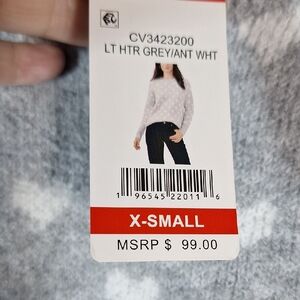 CV3423200
LT HTR GREY/ANT WHT
1 96545 22011 6
X-SMALL
MSRP $ 99.00